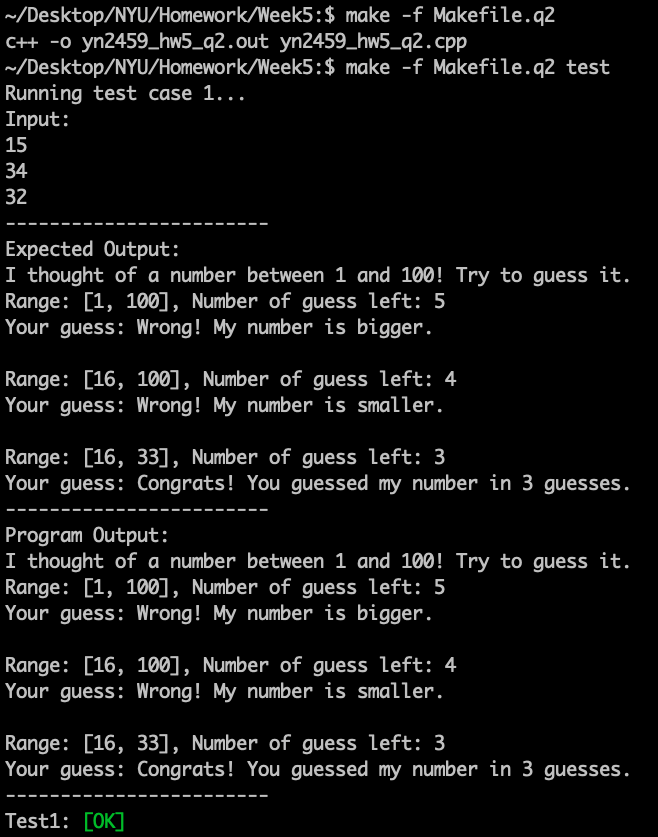 ~/Desktop/NYU/Homework/Week5:$ make -f Makefile.q2
c++ -o yn2459_hw5_q2.out yn2459_hw5_q2.cpp
~/Desktop/NYU/Homework/Week5:$ make -f Makefile.q2 test
Running test case 1...
Input:
15
34
32
------------------------
Expected Output:
I thought of a number between 1 and 100! Try to guess it.
Range: [1, 100], Number of guess left: 5
Your guess: Wrong! My number is bigger.

Range: [16, 100], Number of guess left: 4
Your guess: Wrong! My number is smaller.

Range: [16, 33], Number of guess left: 3
Your guess: Congrats! You guessed my number in 3 guesses.
------------------------
Program Output:
I thought of a number between 1 and 100! Try to guess it.
Range: [1, 100], Number of guess left: 5
Your guess: Wrong! My number is bigger.

Range: [16, 100], Number of guess left: 4
Your guess: Wrong! My number is smaller.

Range: [16, 33], Number of guess left: 3
Your guess: Congrats! You guessed my number in 3 guesses.
------------------------
Test1: [OK]